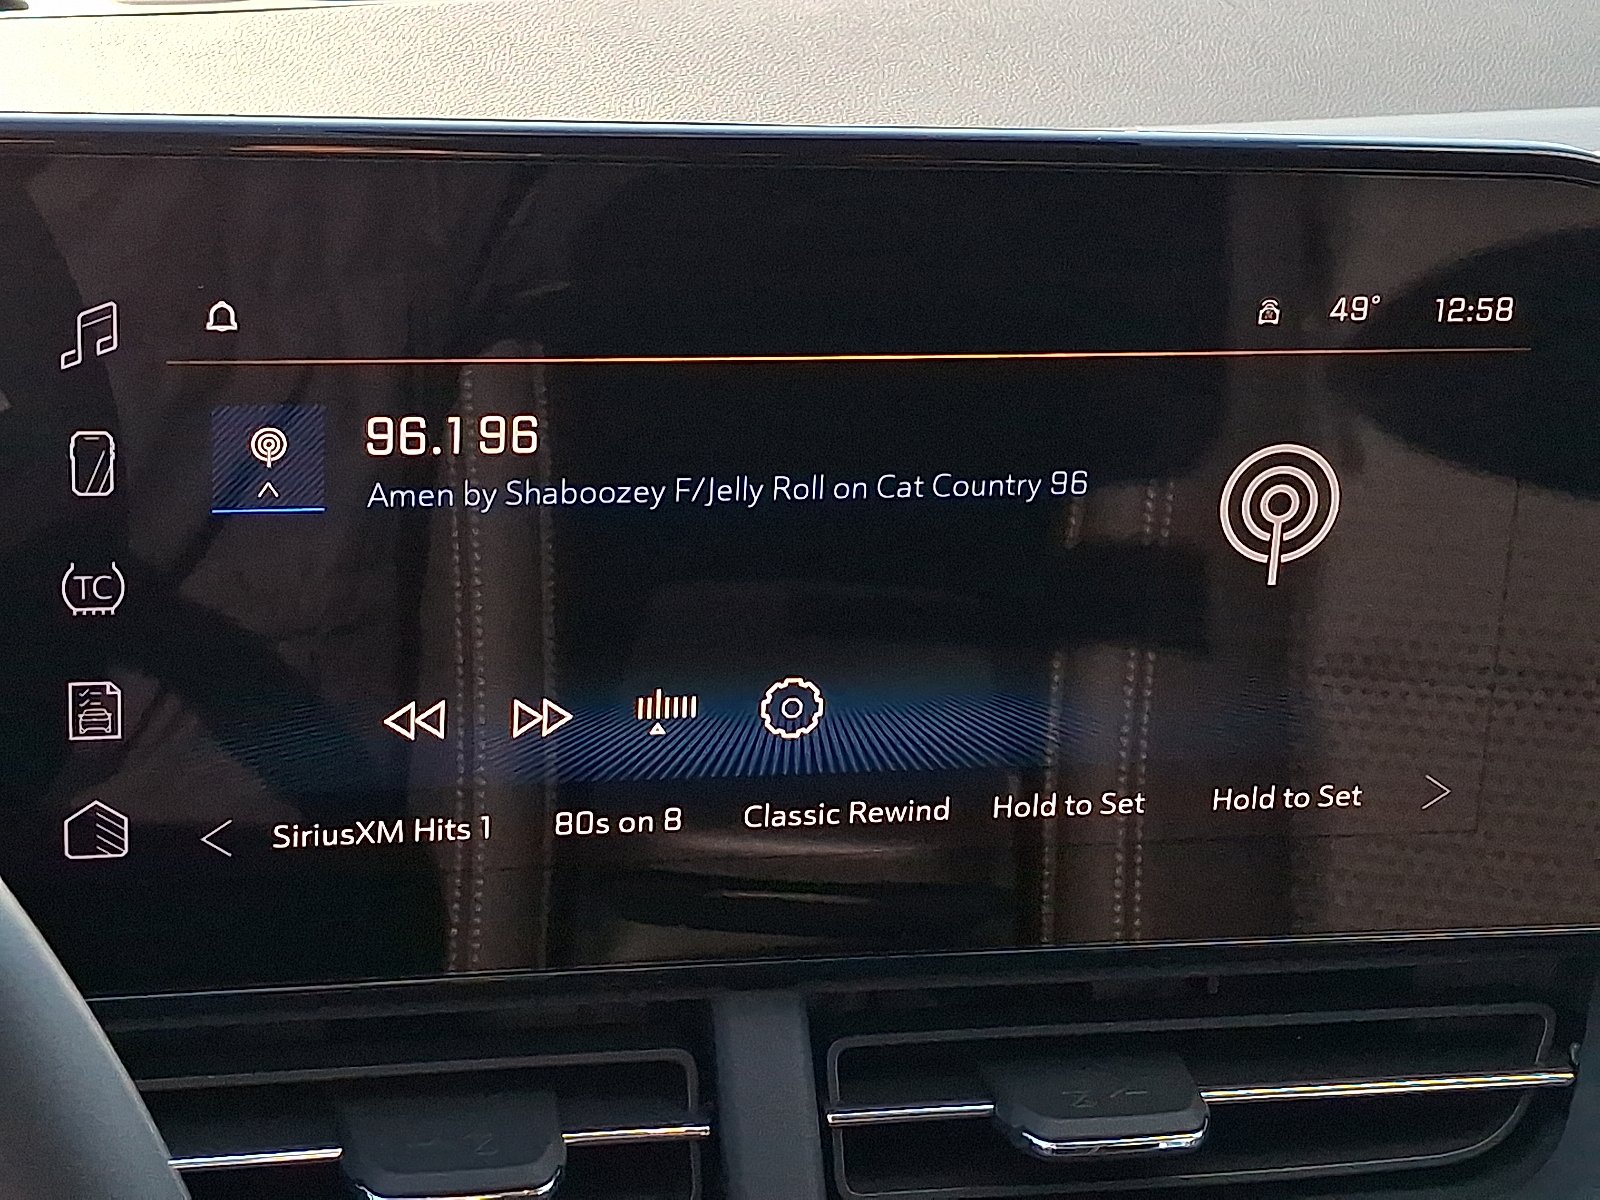 49° 12:58
96.1 96
Amen by Shaboozey F/Jelly Roll on Cat Country 96
TC
SiriusXM Hits 1 80s on 8 Classic Rewind Hold to Set Hold to Set